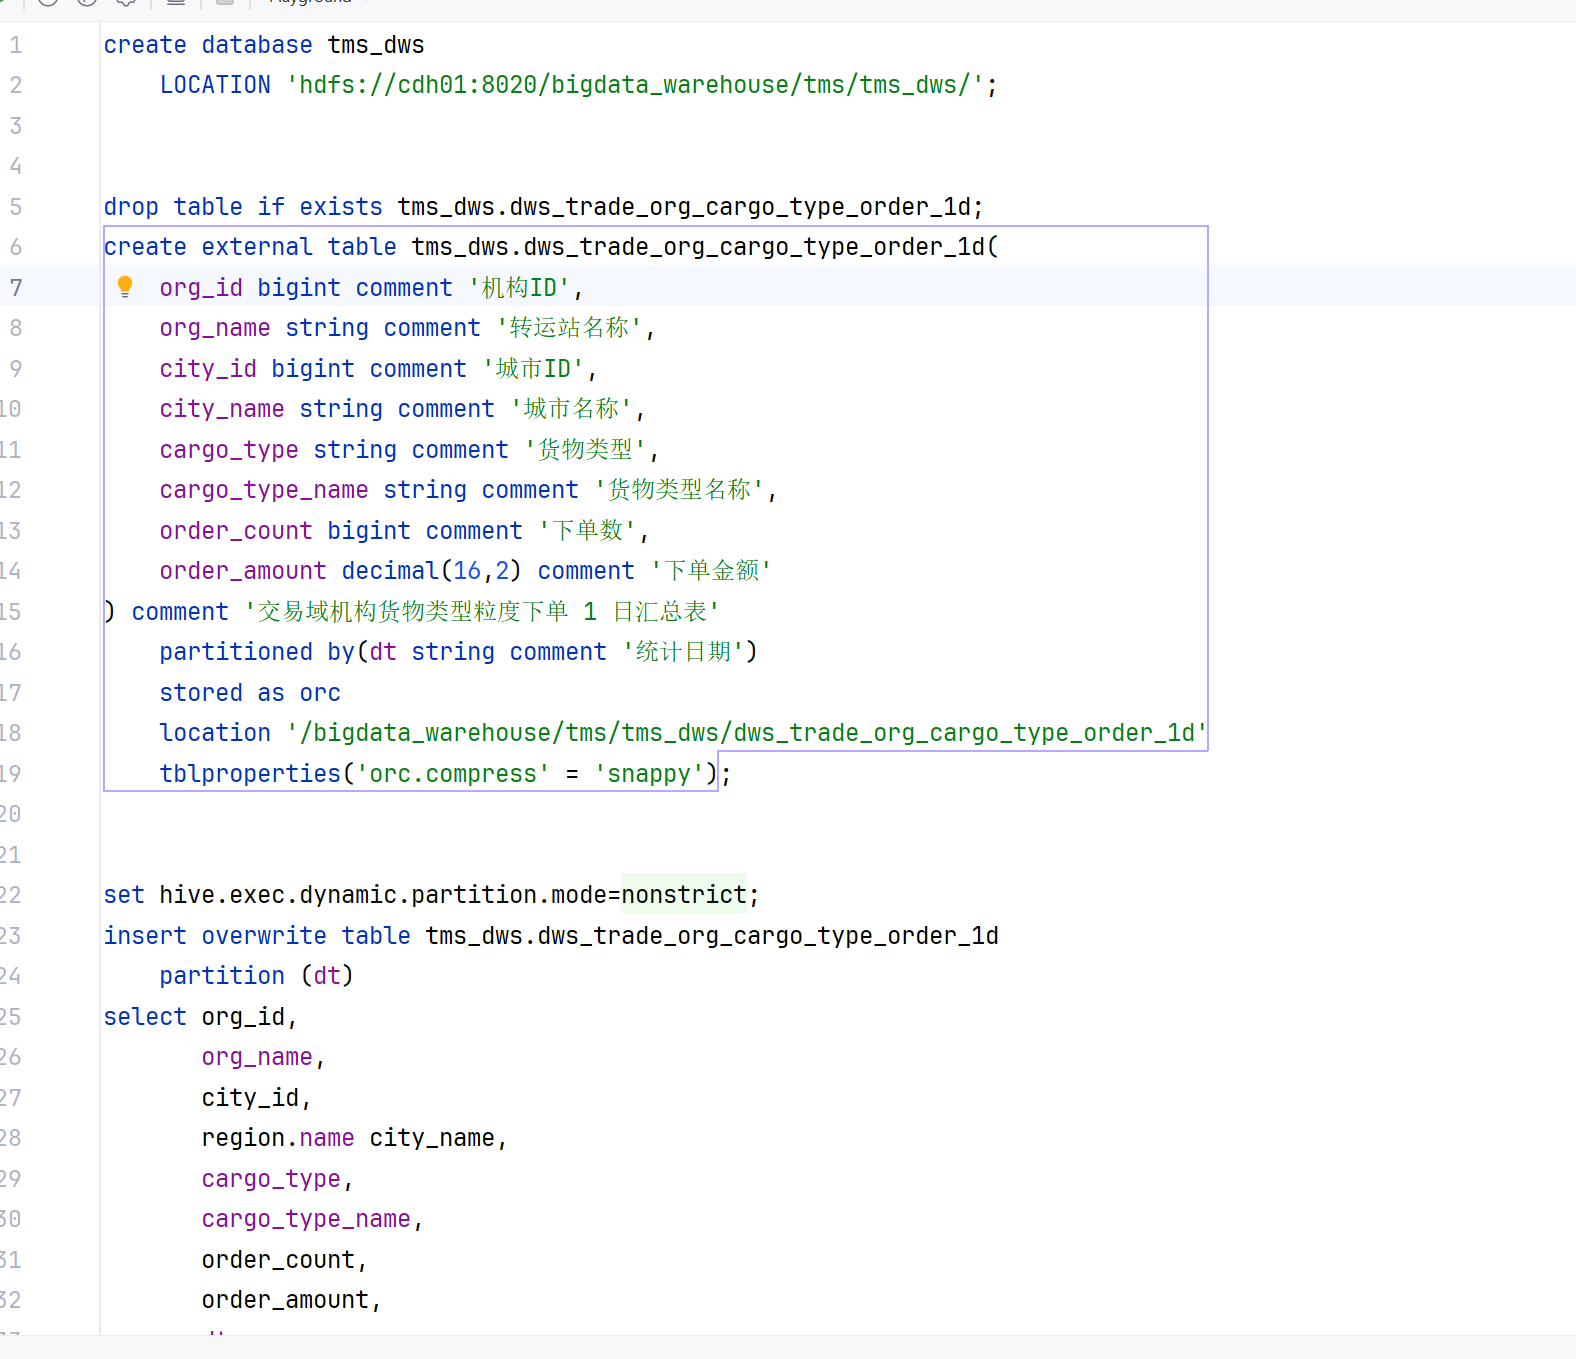 1 create database tms_dws
2     LOCATION 'hdfs://cdh01:8020/bigdata_warehouse/tms/tms_dws/';
3
4
5 drop table if exists tms_dws.dws_trade_org_cargo_type_order_1d;
6 create external table tms_dws.dws_trade_org_cargo_type_order_1d(
7     org_id bigint comment '机构ID',
8     org_name string comment '转运站名称',
9     city_id bigint comment '城市ID',
10     city_name string comment '城市名称',
11     cargo_type string comment '货物类型',
12     cargo_type_name string comment '货物类型名称',
13     order_count bigint comment '下单数',
14     order_amount decimal(16,2) comment '下单金额'
15 ) comment '交易域机构货物类型粒度下单 1 日汇总表'
16     partitioned by(dt string comment '统计日期')
17     stored as orc
18     location '/bigdata_warehouse/tms/tms_dws/dws_trade_org_cargo_type_order_1d'
19     tblproperties('orc.compress' = 'snappy');
20
21
22 set hive.exec.dynamic.partition.mode=nonstrict;
23 insert overwrite table tms_dws.dws_trade_org_cargo_type_order_1d
24     partition (dt)
25 select org_id,
26        org_name,
27        city_id,
28        region.name city_name,
29        cargo_type,
30        cargo_type_name,
31        order_count,
32        order_amount,